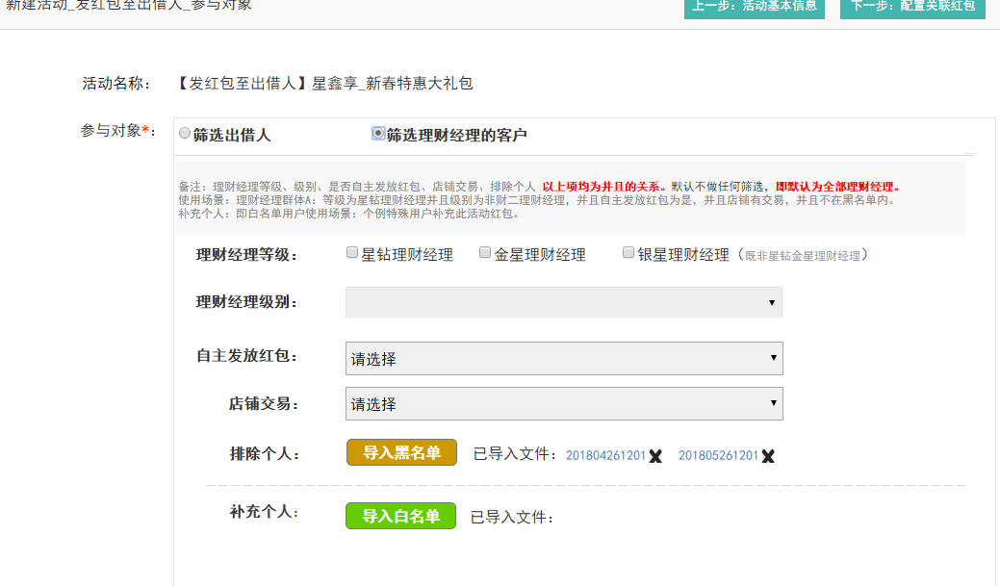 新建活动_发红包至出借人_参与对象
上一步：活动基本信息
下一步：配置关联红包
活动名称：
【发红包至出借人】星鑫享_新春特惠大礼包
参与对象*：
筛选出借人
筛选理财经理的客户
备注：理财经理等级、级别、是否自主发放红包、店铺交易、排除个人 以上项均为并且的关系。默认不做任何筛选，即默认为全部理财经理。
使用场景：理财经理群体A：等级为星钻理财经理并且级别为非财二理财经理，并且自主发放红包为是，并且店铺有交易，并且不在黑名单内。
补充个人：即白名单用户使用场景：个例特殊用户补充此活动红包。
理财经理等级：
星钻理财经理
金星理财经理
银星理财经理（既非星钻金星理财经理）
理财经理级别：
自主发放红包：
请选择
店铺交易：
请选择
排除个人：
导入黑名单
已导入文件：
201804261201
201805261201
补充个人：
导入白名单
已导入文件：